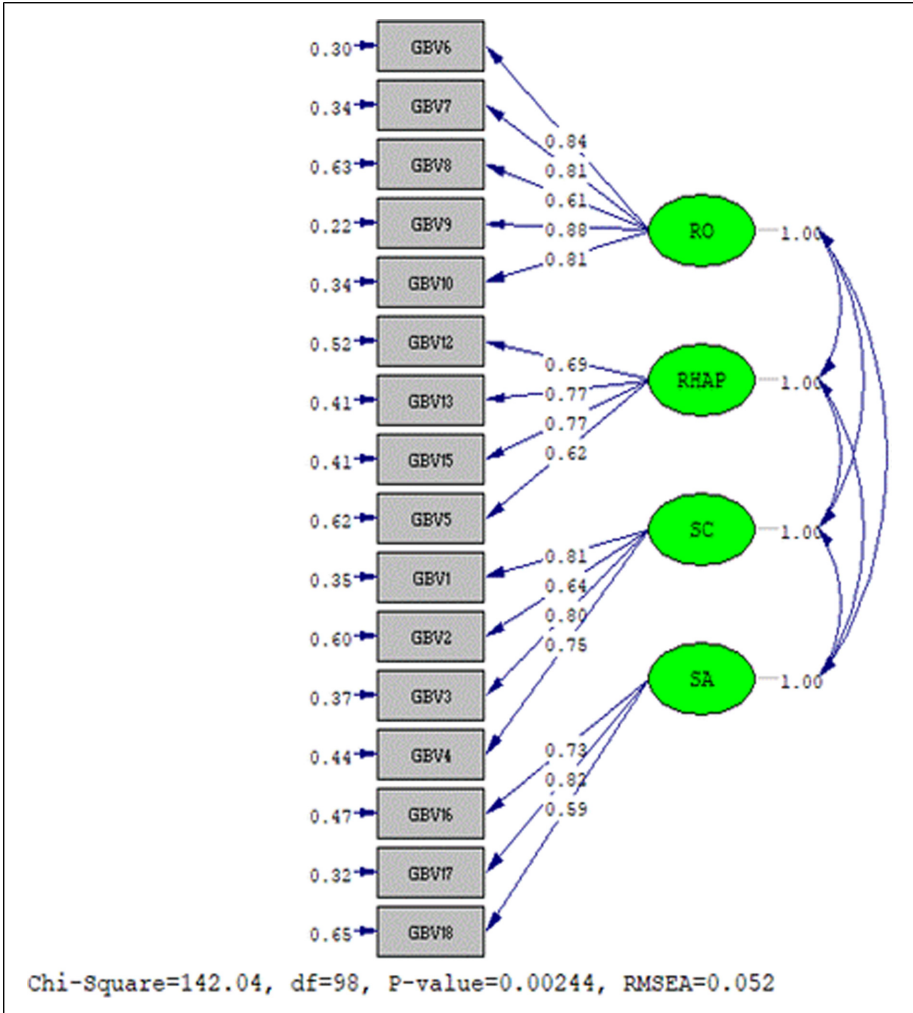 0.30 GBV6
0.34 GBV7
0.63 GBV8
0.22 GBV9
0.34 GBV10
0.52 GBV12
0.41 GBV13
0.41 GBV15
0.62 GBV5
0.35 GBV1
0.60 GBV2
0.37 GBV3
0.44 GBV4
0.47 GBV16
0.32 GBV17
0.65 GBV18
0.84
0.81
0.61
0.88
0.81
0.69
0.77
0.77
0.62
0.81
0.64
0.80
0.75
0.73
0.82
0.59
RO 1.00
RHAP 1.00
SC 1.00
SA 1.00
Chi-Square=142.04, df=98, P-value=0.00244, RMSEA=0.052